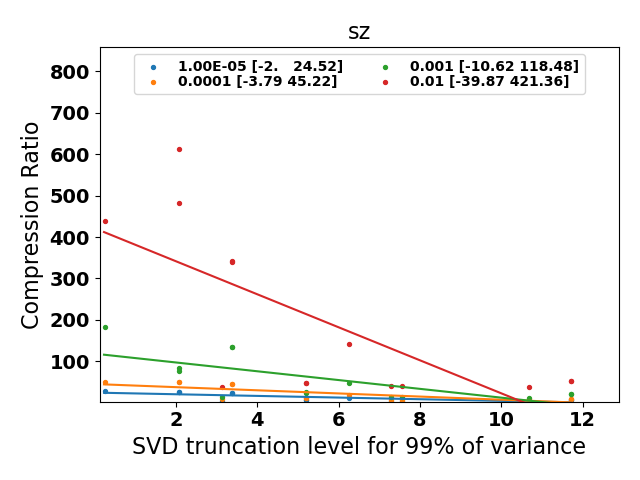 sz
1.00E-05 [-2.   24.52]
0.0001 [-3.79 45.22]
0.001 [-10.62 118.48]
0.01 [-39.87 421.36]
Compression Ratio
800
700
600
500
400
300
200
100
2 4 6 8 10 12
SVD truncation level for 99% of variance